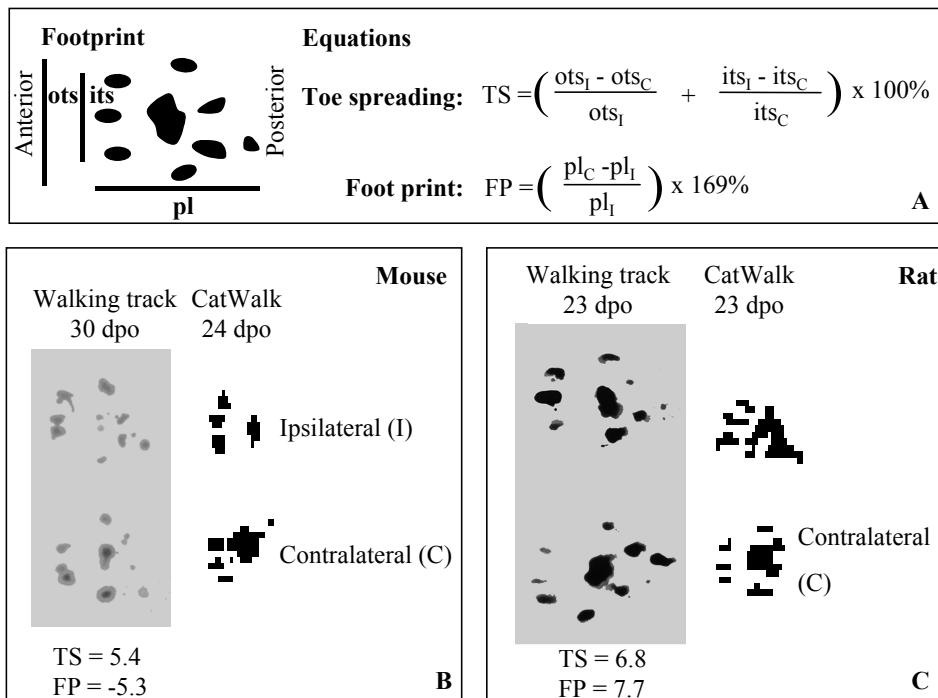 Footprint
Anterior
ots
its
Posterior
pl
Equations
Toe spreading: TS = ( (ots_I - ots_C) / ots_I + (its_I - its_C) / its_C ) x 100%
Foot print: FP = ( (pl_C -pl_I) / pl_I ) x 169%
A
Mouse
Walking track
30 dpo
CatWalk
24 dpo
Ipsilateral (I)
Contralateral (C)
TS = 5.4
FP = -5.3
B
Rat
Walking track
23 dpo
CatWalk
23 dpo
Contralateral
(C)
TS = 6.8
FP = 7.7
C